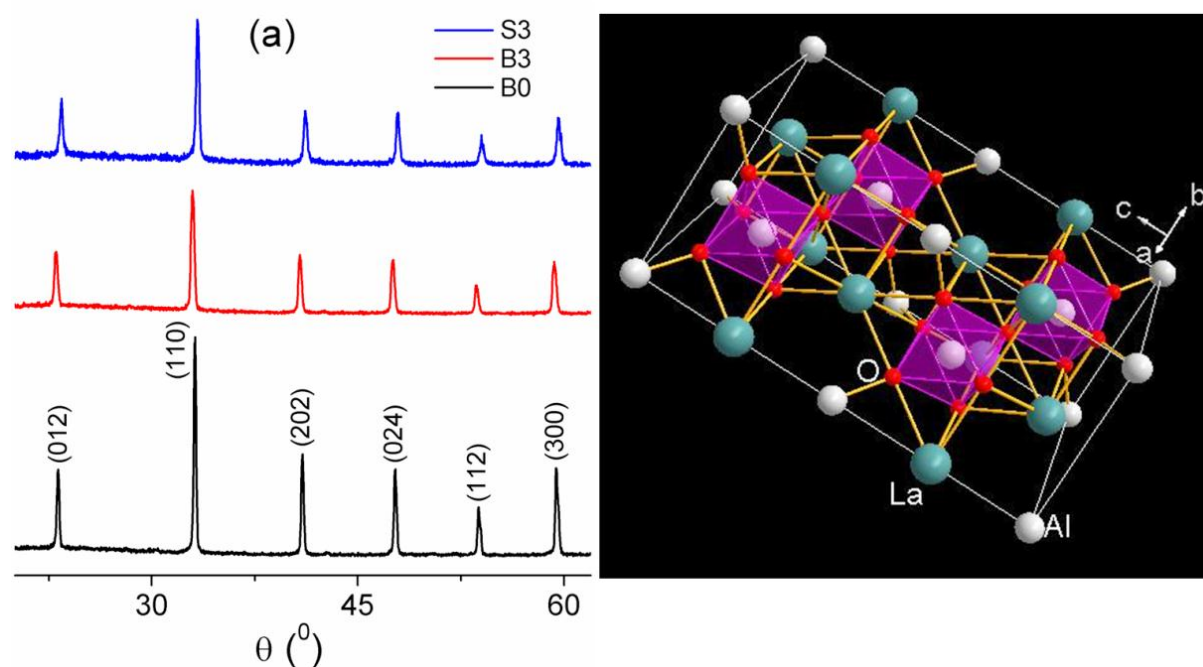 (a)
S3
B3
B0
(012)
(110)
(202)
(024)
(112)
(300)
30
45
60
θ (⁰)
c
b
a
O
La
Al